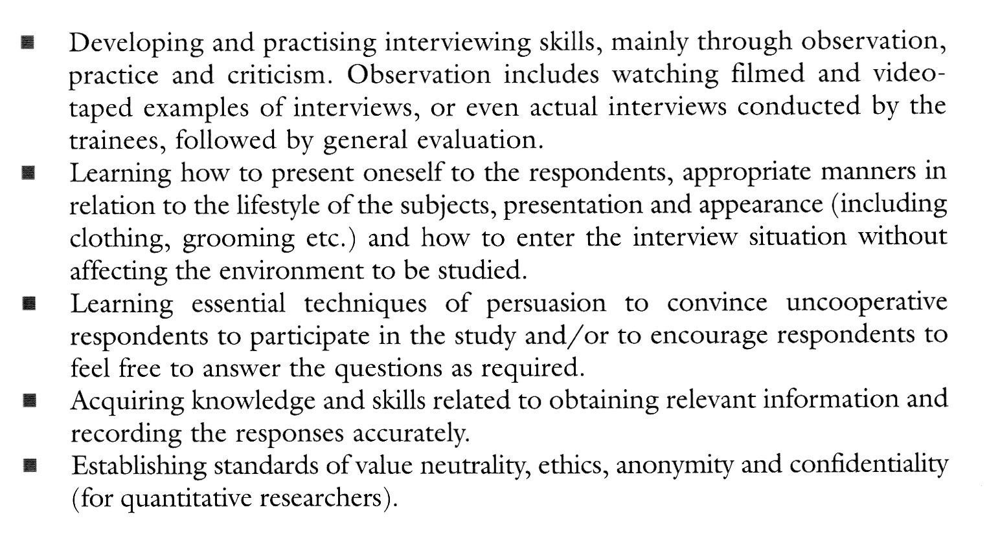 ▪ Developing and practising interviewing skills, mainly through observation,
practice and criticism. Observation includes watching filmed and video-
taped examples of interviews, or even actual interviews conducted by the
trainees, followed by general evaluation.
▪ Learning how to present oneself to the respondents, appropriate manners in
relation to the lifestyle of the subjects, presentation and appearance (including
clothing, grooming etc.) and how to enter the interview situation without
affecting the environment to be studied.
▪ Learning essential techniques of persuasion to convince uncooperative
respondents to participate in the study and/or to encourage respondents to
feel free to answer the questions as required.
▪ Acquiring knowledge and skills related to obtaining relevant information and
recording the responses accurately.
▪ Establishing standards of value neutrality, ethics, anonymity and confidentiality
(for quantitative researchers).